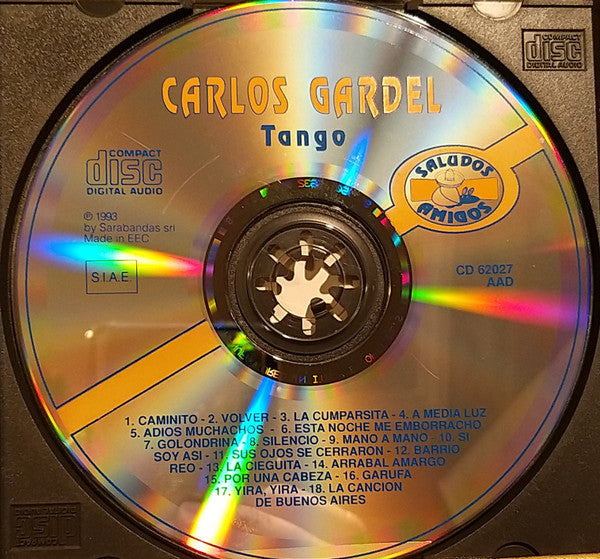 CARLOS GARDEL
Tango
COMPACT
disc
DIGITAL AUDIO
COMPACT
disc
DIGITAL AUDIO
SALUDOS
AMIGOS
℗ 1993
by Sarabandas srl
Made in EEC
S.I.A.E.
CD 62027
AAD
1. CAMINITO - 2. VOLVER - 3. LA CUMPARSITA - 4. A MEDIA LUZ
5. ADIOS MUCHACHOS - 6. ESTA NOCHE ME EMBORRACHO
7. GOLONDRINA - 8. SILENCIO - 9. MANO A MANO - 10. SI
SOY ASI - 11. SUS OJOS SE CERRARON - 12. BARRIO
REO - 13. LA CIEGUITA - 14. ARRABAL AMARGO
15. POR UNA CABEZA - 16. GARUFA
17. YIRA, YIRA - 18. LA CANCION
DE BUENOS AIRES